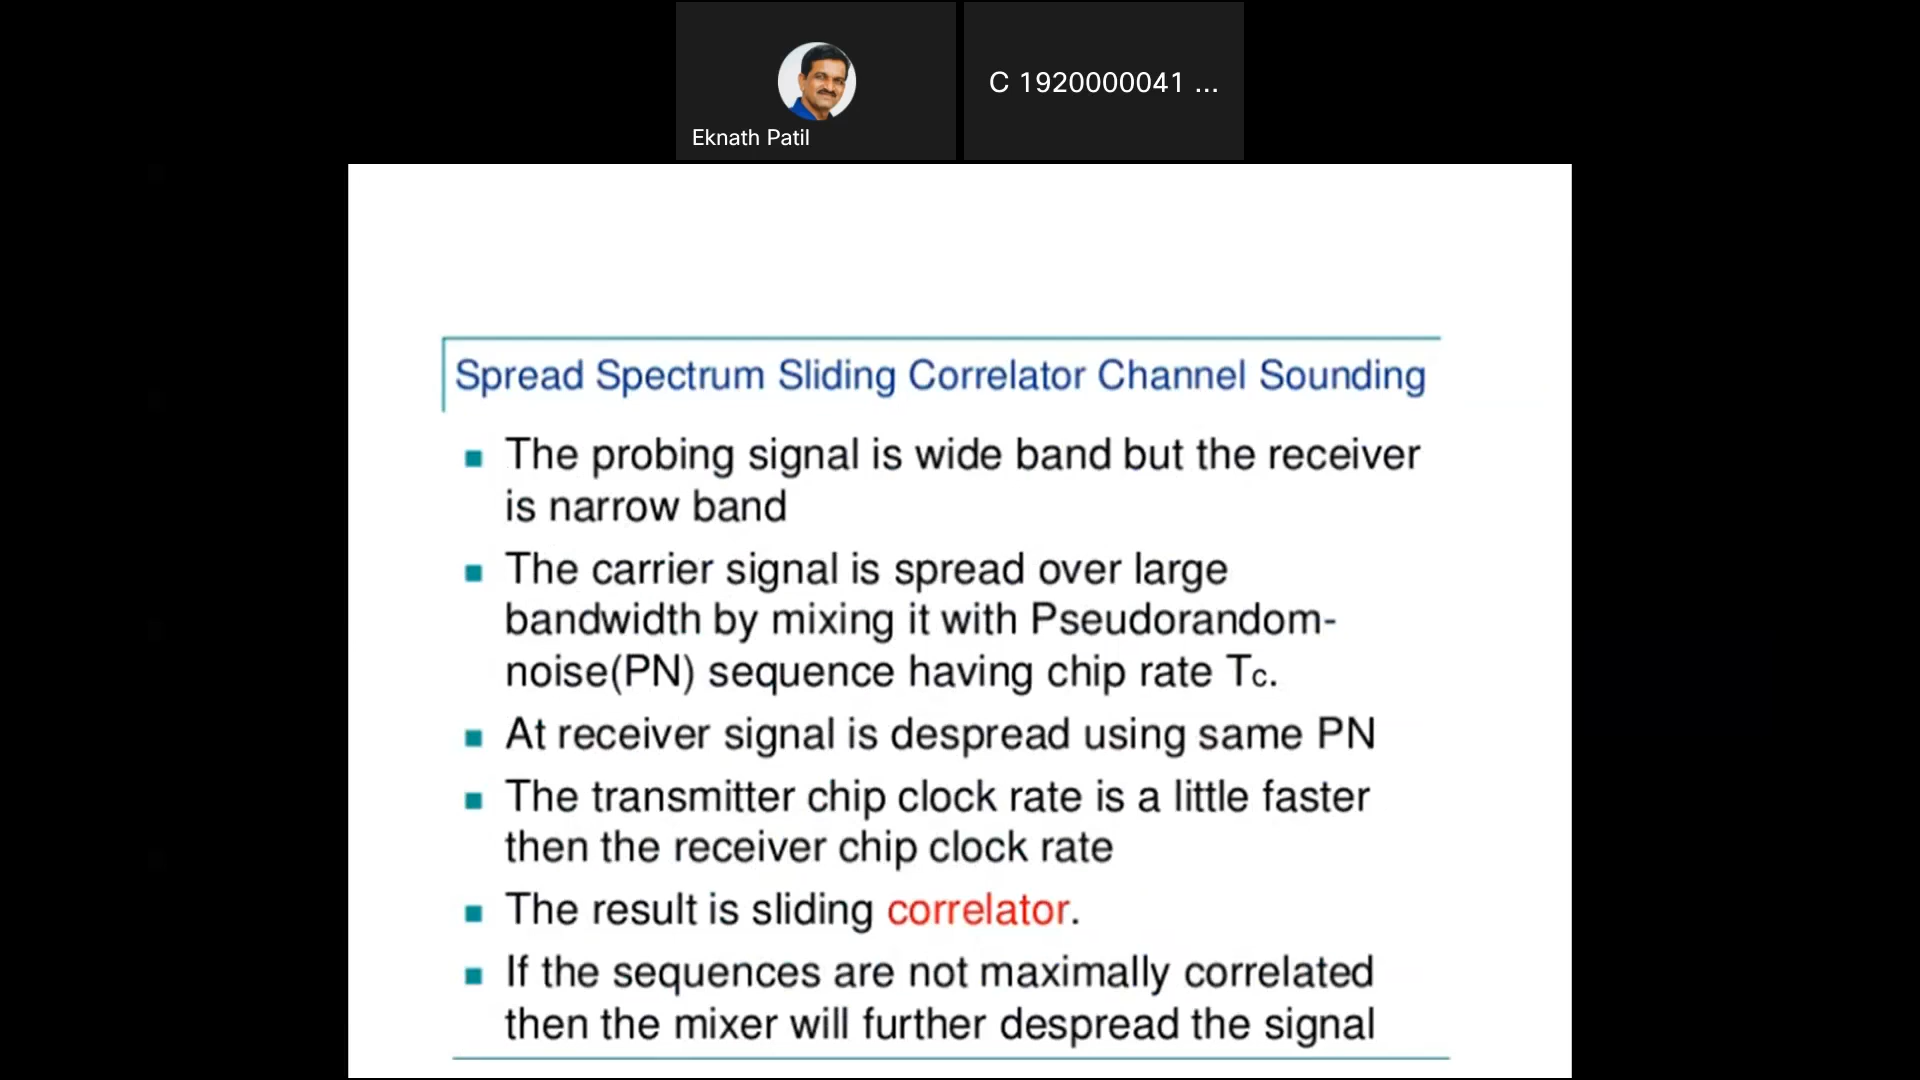 C 1920000041 ...
Eknath Patil
Spread Spectrum Sliding Correlator Channel Sounding
The probing signal is wide band but the receiver
is narrow band
The carrier signal is spread over large
bandwidth by mixing it with Pseudorandom-
noise(PN) sequence having chip rate Tc.
At receiver signal is despread using same PN
The transmitter chip clock rate is a little faster
then the receiver chip clock rate
The result is sliding correlator.
If the sequences are not maximally correlated
then the mixer will further despread the signal